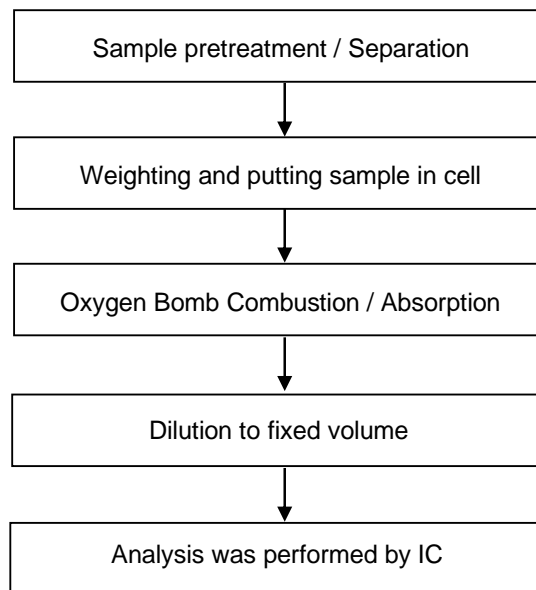 Sample pretreatment / Separation
Weighting and putting sample in cell
Oxygen Bomb Combustion / Absorption
Dilution to fixed volume
Analysis was performed by IC